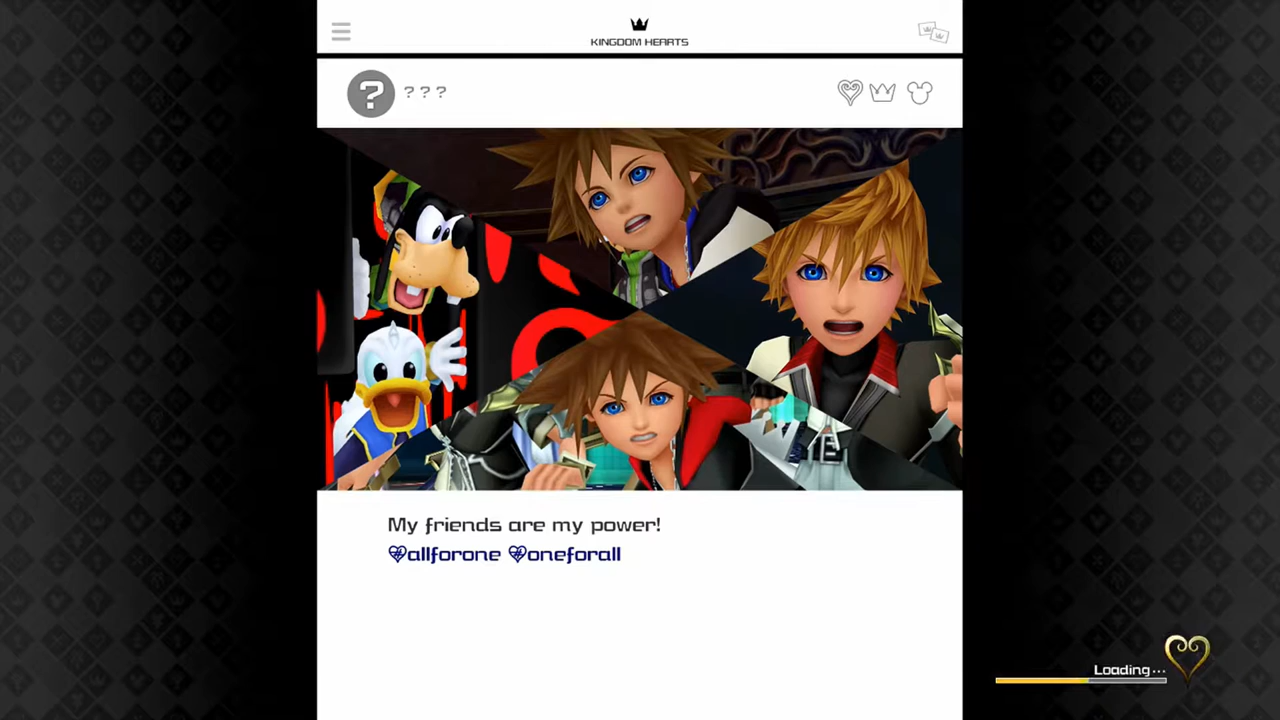 KINGDOM HEARTS
? ???
My friends are my power!
#allforone #oneforall
Loading...